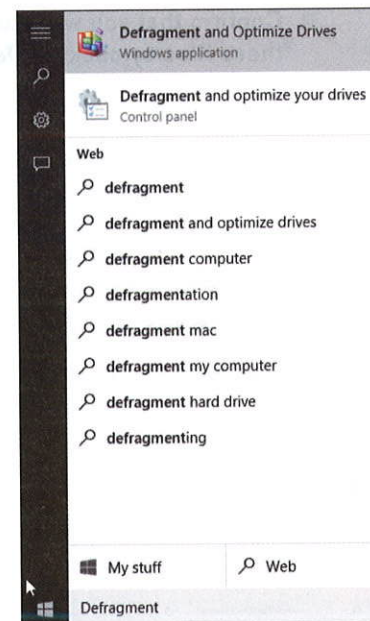 Defragment and Optimize Drives
Windows application
Defragment and optimize your drives
Control panel
Web
defragment
defragment and optimize drives
defragment computer
defragmentation
defragment mac
defragment my computer
defragment hard drive
defragmenting
My stuff
Web
Defragment